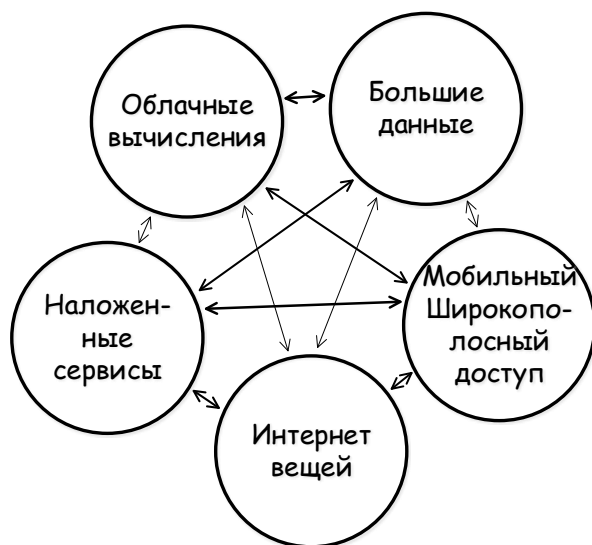 Облачные
вычисления
Большие
данные
Наложен-
ные
сервисы
Мобильный
Широкопо-
лосный
доступ
Интернет
вещей